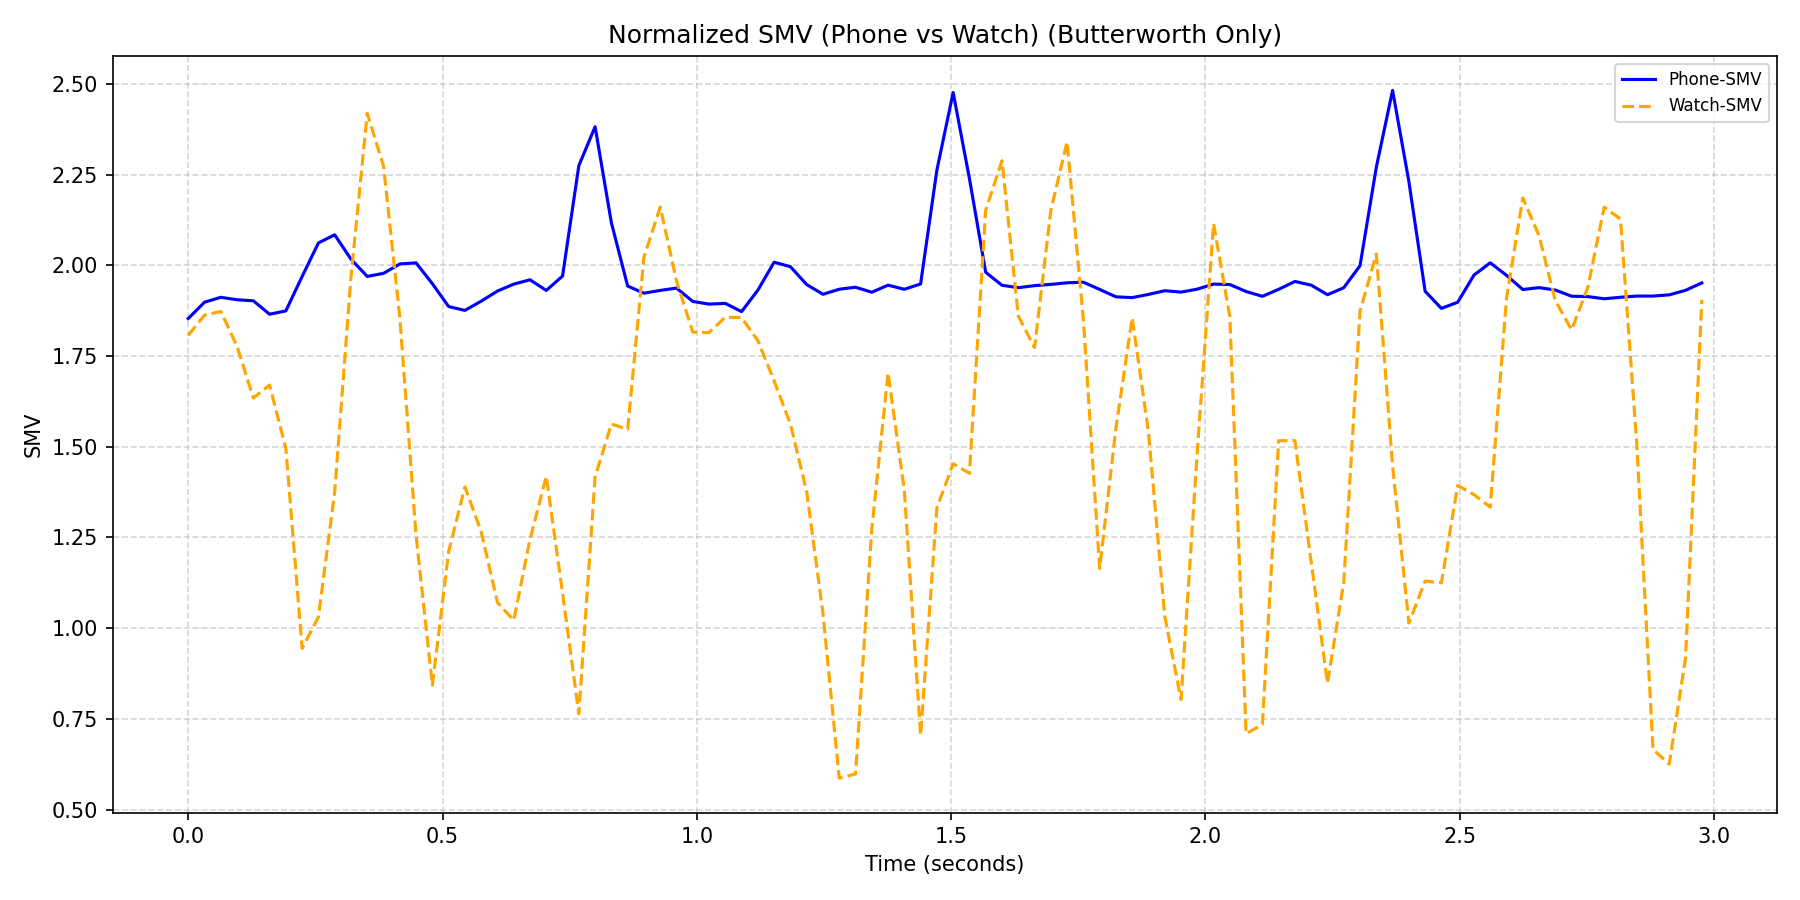 Normalized SMV (Phone vs Watch) (Butterworth Only)
Phone-SMV
Watch-SMV
SMV
2.50
2.25
2.00
1.75
1.50
1.25
1.00
0.75
0.50
0.0 0.5 1.0 1.5 2.0 2.5 3.0
Time (seconds)